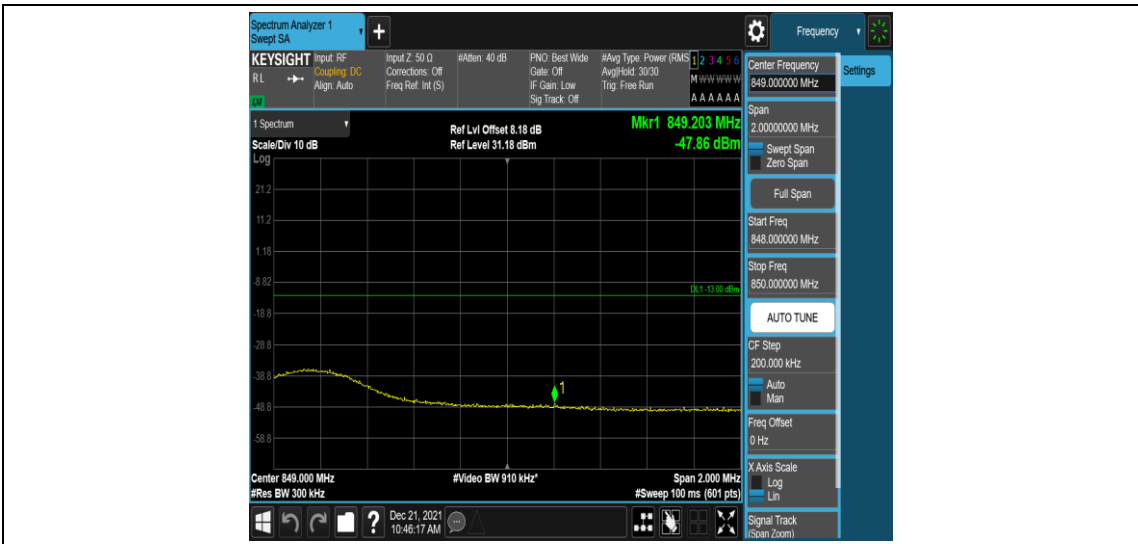 Spectrum Analyzer 1
Swept SA
+
Frequency
KEYSIGHT
Input: RF
Coupling: DC
Align: Auto
RL
LXI
Input Z: 50 Ω
Corrections: Off
Freq Ref: Int (S)
#Atten: 40 dB
PNO: Best Wide
Gate: Off
IF Gain: Low
Sig Track: Off
#Avg Type: Power (RMS
Avg|Hold: 30/30
Trig: Free Run
1 2 3 4 5 6
M W W W W W
A A A A A A
Center Frequency
849.000000 MHz
Settings
1 Spectrum
Scale/Div 10 dB
Ref Lvl Offset 8.18 dB
Ref Level 31.18 dBm
Mkr1 849.203 MHz
-47.86 dBm
Log
21.2
11.2
1.18
-8.82
-18.8
-28.8
-38.8
-48.8
-58.8
DL1 -13.00 dBm
1
Span
2.00000000 MHz
Swept Span
Zero Span
Full Span
Start Freq
848.000000 MHz
Stop Freq
850.000000 MHz
AUTO TUNE
CF Step
200.000 kHz
Auto
Man
Freq Offset
0 Hz
X Axis Scale
Log
Lin
Signal Track
(Span Zoom)
Center 849.000 MHz
#Res BW 300 kHz
#Video BW 910 kHz*
Span 2.000 MHz
#Sweep 100 ms (601 pts)
?
Dec 21, 2021
10:46:17 AM